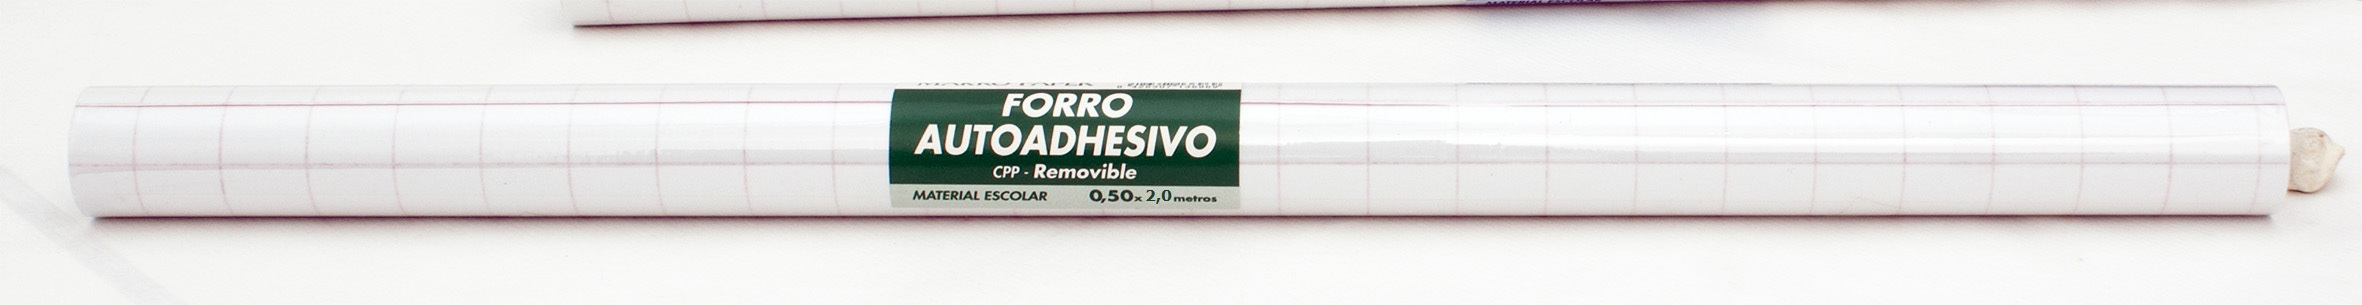 FORRO
AUTOADHESIVO
CPP - Removible
MATERIAL ESCOLAR 0,50x 2,0 metros